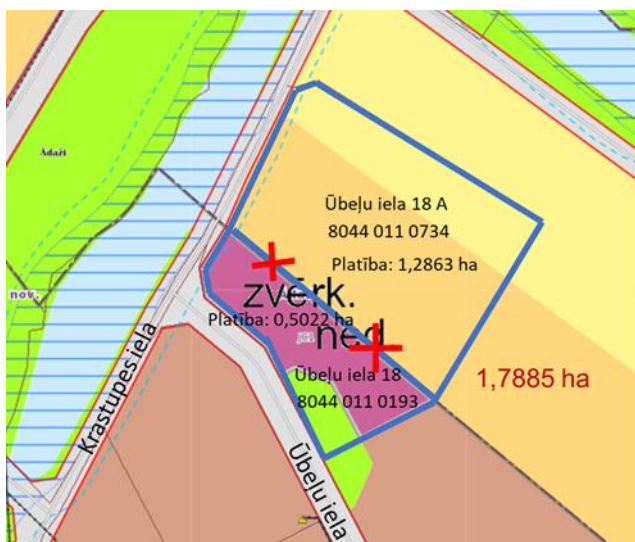 Ādaži
Ūbeļu iela 18 A
8044 011 0734
Platība: 1,2863 ha
nov.
zvērk.
Platība: 0,5022 ha
ned
Ūbeļu iela 18
8044 011 0193
1,7885 ha
Krastupes iela
Ūbeļu iela